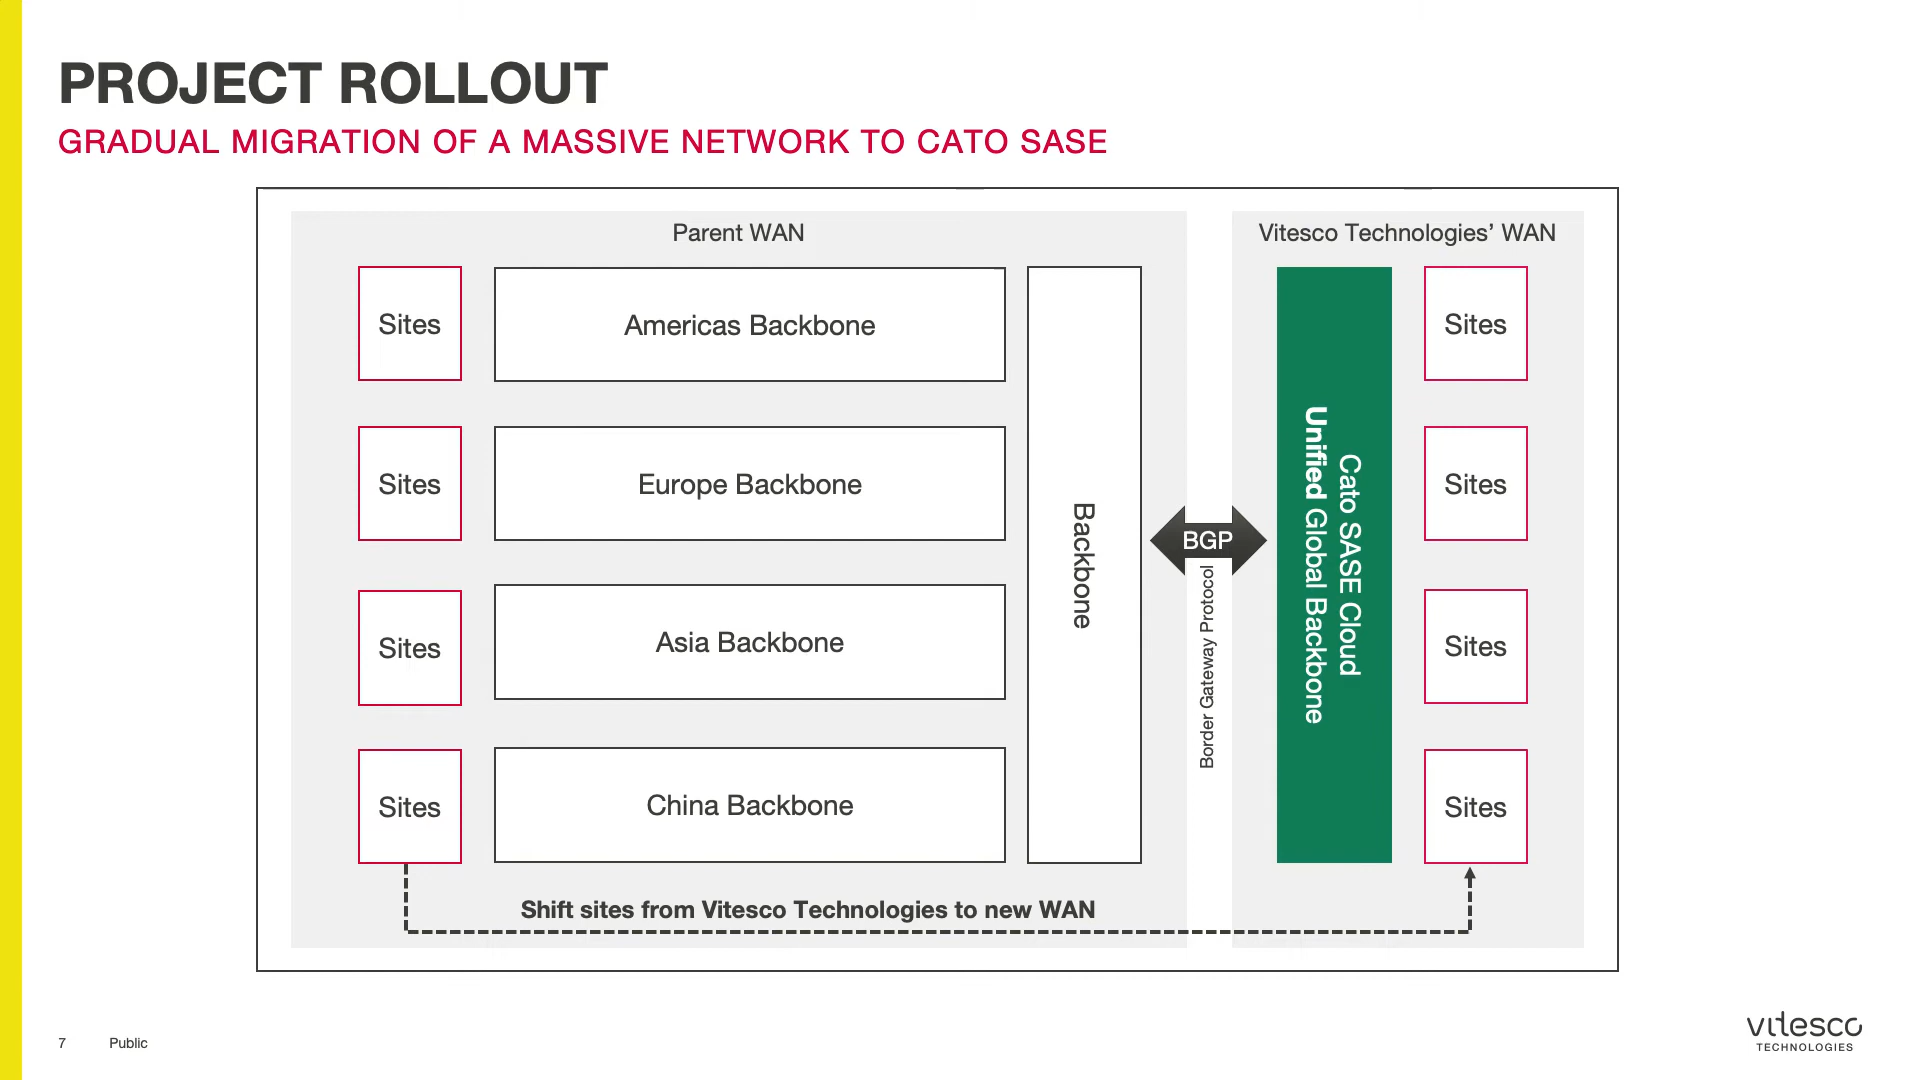 PROJECT ROLLOUT
GRADUAL MIGRATION OF A MASSIVE NETWORK TO CATO SASE
Parent WAN
Sites
Americas Backbone
Sites
Europe Backbone
Sites
Asia Backbone
Sites
China Backbone
Backbone
BGP
Border Gateway Protocol
Vitesco Technologies’ WAN
Cato SASE Cloud
Unified Global Backbone
Sites
Sites
Sites
Sites
Shift sites from Vitesco Technologies to new WAN
7
Public
vitesco
TECHNOLOGIES